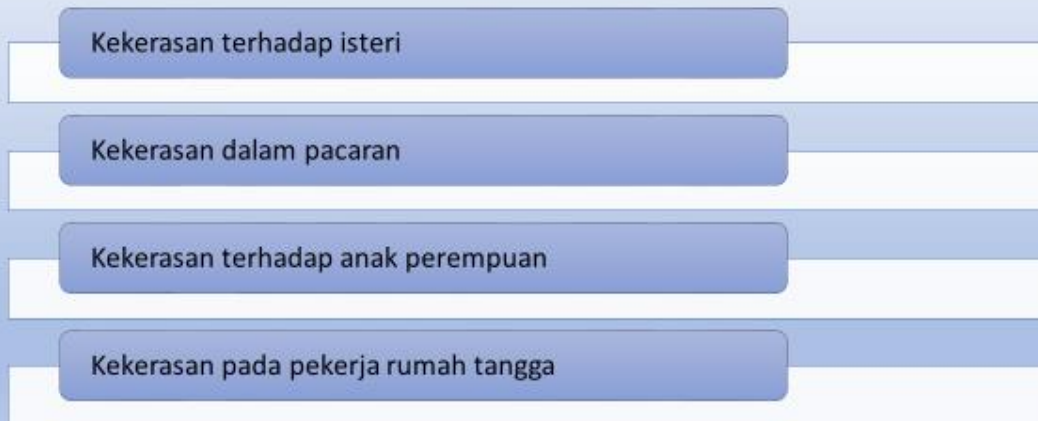 Kekerasan terhadap isteri
Kekerasan dalam pacaran
Kekerasan terhadap anak perempuan
Kekerasan pada pekerja rumah tangga